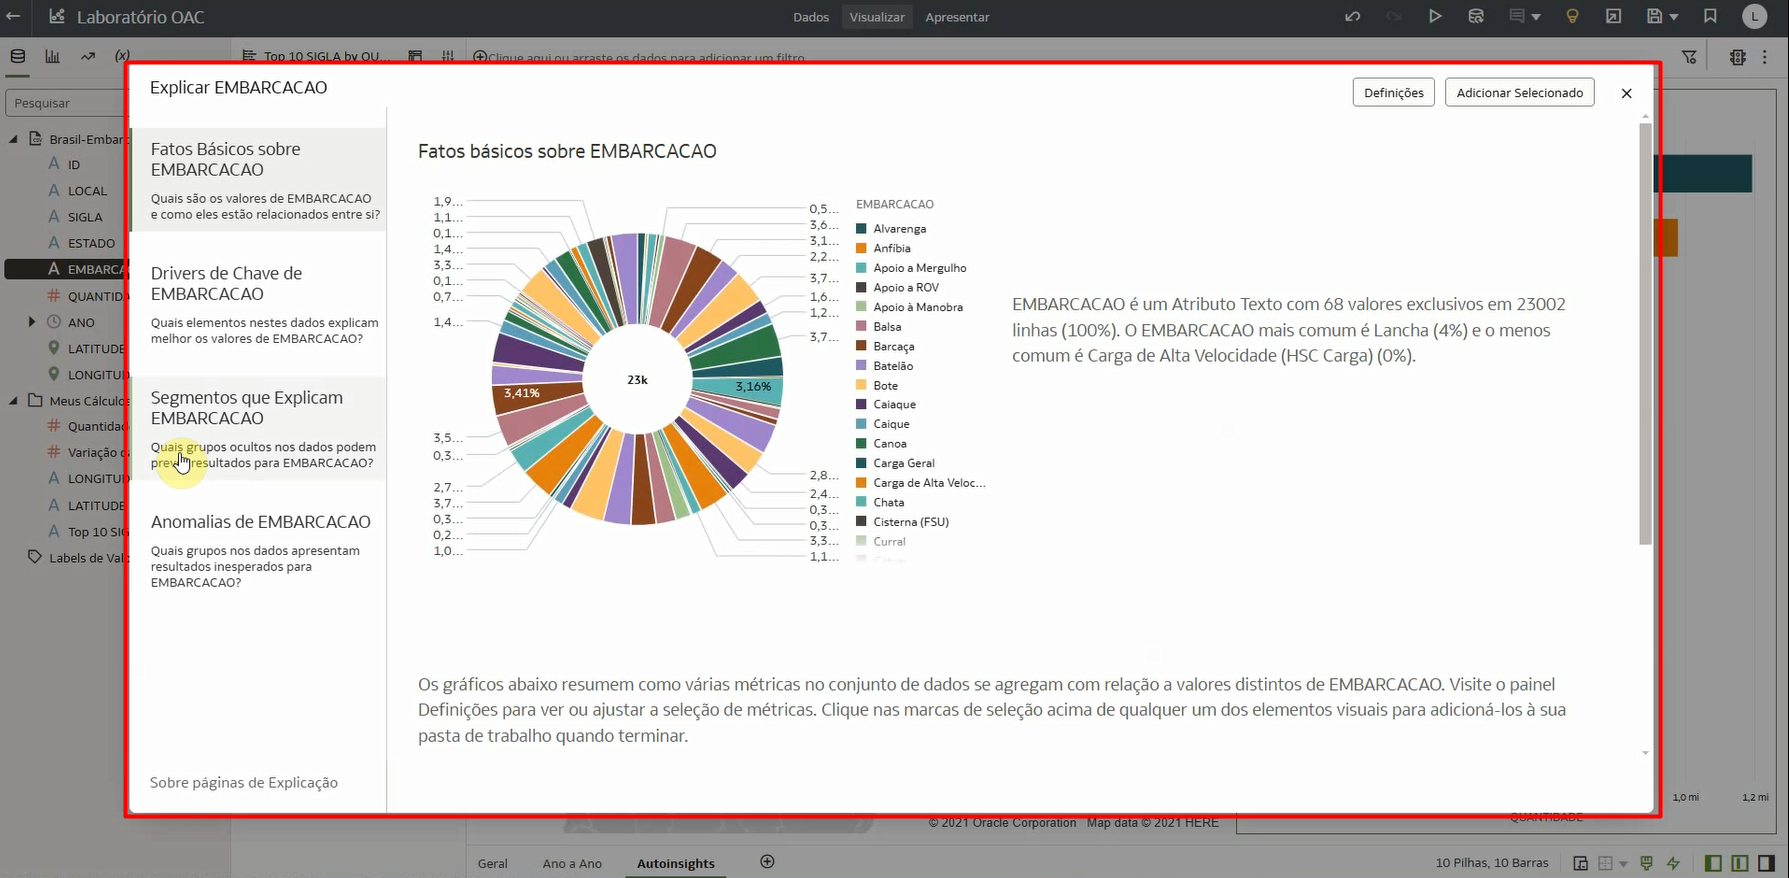 Laboratório OAC
Dados
Visualizar
Apresentar
L
(x)
Top 10 SIGLA by QU...
Clique aqui ou arraste os dados para adicionar um filtro
Pesquisar
Brasil-Embar
ID
LOCAL
SIGLA
ESTADO
EMBARCA
QUANTIDA
ANO
LATITUDE
LONGITUD
Meus Cálculo
Quantidad
Variação d
LONGITUD
LATITUDE
Top 10 SIG
Labels de Val
Explicar EMBARCACAO
Definições
Adicionar Selecionado
Fatos Básicos sobre
EMBARCACAO
Quais são os valores de EMBARCACAO
e como eles estão relacionados entre si?
Drivers de Chave de
EMBARCACAO
Quais elementos nestes dados explicam
melhor os valores de EMBARCACAO?
Segmentos que Explicam
EMBARCACAO
Quais grupos ocultos nos dados podem
prever resultados para EMBARCACAO?
Anomalias de EMBARCACAO
Quais grupos nos dados apresentam
resultados inesperados para
EMBARCACAO?
Sobre páginas de Explicação
Fatos básicos sobre EMBARCACAO
1,9...
1,1...
0,1...
1,4...
3,3...
0,1...
0,7...
1,4...
3,5...
0,3...
2,7...
3,7...
0,3...
0,2...
1,0...
3,41%
23k
3,16%
0,5...
3,6...
3,1...
2,2...
3,7...
1,6...
1,2...
3,7...
2,8...
2,4...
0,3...
0,3...
3,3...
1,1...
EMBARCACAO
Alvarenga
Anfíbia
Apoio a Mergulho
Apoio a ROV
Apoio à Manobra
Balsa
Barcaça
Batelão
Bote
Caiaque
Caique
Canoa
Carga Geral
Carga de Alta Veloc...
Chata
Cisterna (FSU)
Curral
EMBARCACAO é um Atributo Texto com 68 valores exclusivos em 23002
linhas (100%). O EMBARCACAO mais comum é Lancha (4%) e o menos
comum é Carga de Alta Velocidade (HSC Carga) (0%).
Os gráficos abaixo resumem como várias métricas no conjunto de dados se agregam com relação a valores distintos de EMBARCACAO. Visite o painel
Definições para ver ou ajustar a seleção de métricas. Clique nas marcas de seleção acima de qualquer um dos elementos visuais para adicioná-los à sua
pasta de trabalho quando terminar.
1,0 mi
1,2 mi
QUANTIDADE
© 2021 Oracle Corporation Map data © 2021 HERE
Geral
Ano a Ano
Autoinsights
10 Pilhas, 10 Barras